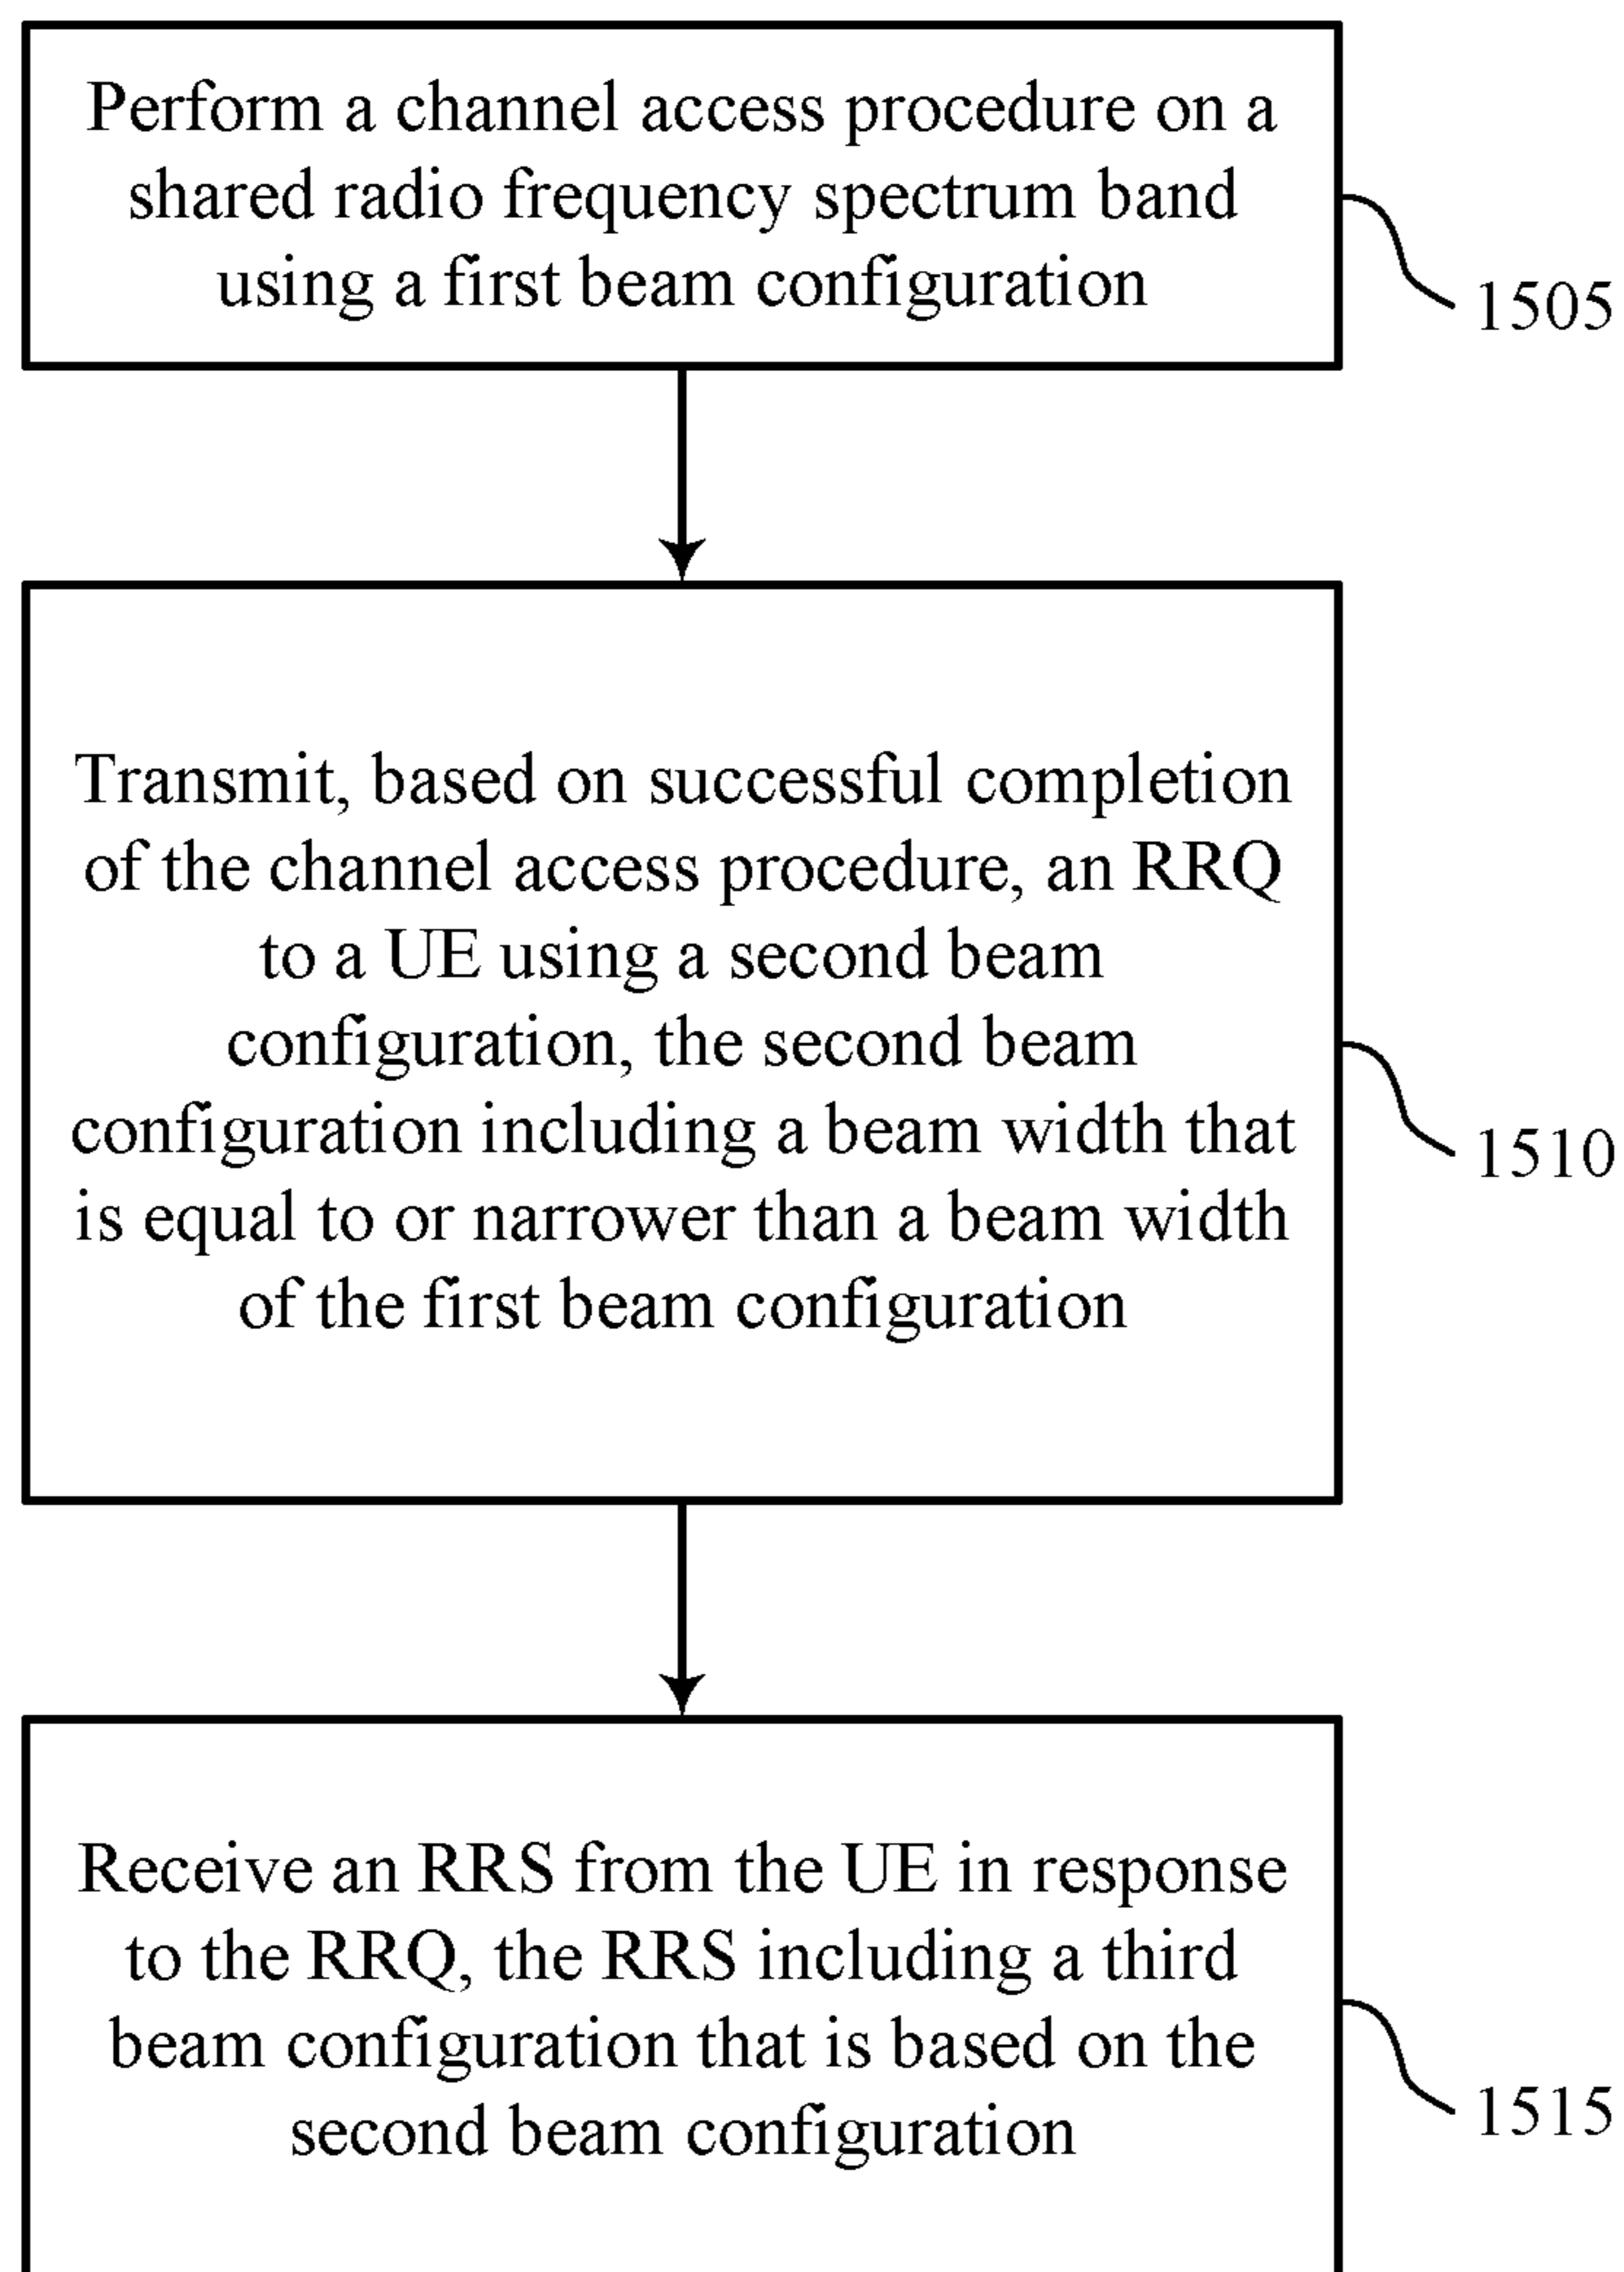 Perform a channel access procedure on a
shared radio frequency spectrum band
using a first beam configuration
1505
Transmit, based on successful completion
of the channel access procedure, an RRQ
to a UE using a second beam
configuration, the second beam
configuration including a beam width that
is equal to or narrower than a beam width
of the first beam configuration
1510
Receive an RRS from the UE in response
to the RRQ, the RRS including a third
beam configuration that is based on the
second beam configuration
1515